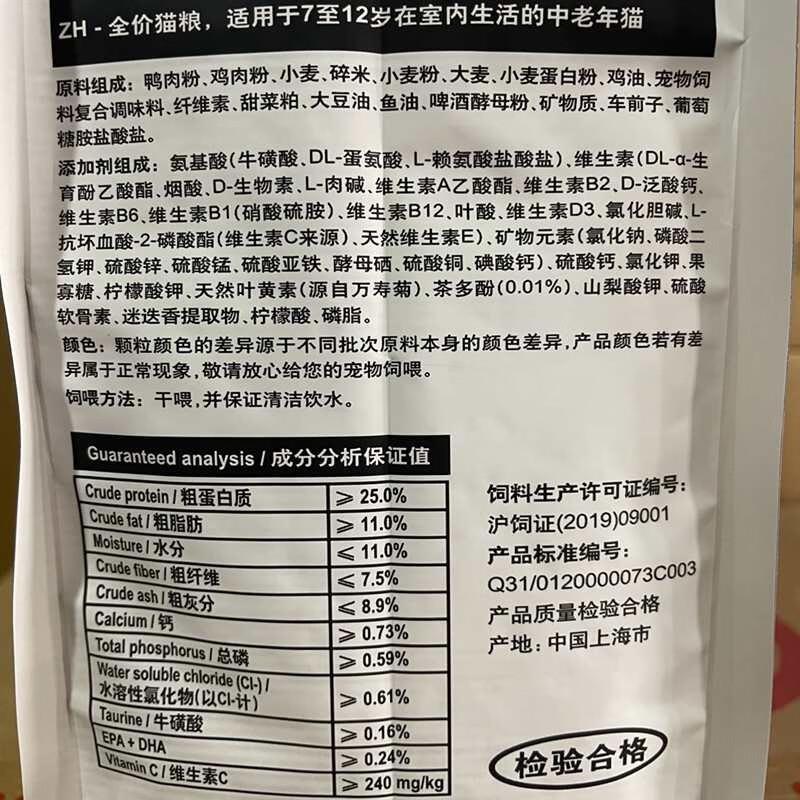 ZH - 全价猫粮，适用于7至12岁在室内生活的中老年猫
原料组成：鸭肉粉、鸡肉粉、小麦、碎米、小麦粉、大麦、小麦蛋白粉、鸡油、宠物饲
料复合调味料、纤维素、甜菜粕、大豆油、鱼油、啤酒酵母粉、矿物质、车前子、葡萄
糖胺盐酸盐。
添加剂组成：氨基酸（牛磺酸、DL-蛋氨酸、L-赖氨酸盐酸盐）、维生素（DL-α-生
育酚乙酸酯、烟酸、D-生物素、L-肉碱、维生素A乙酸酯、维生素B2、D-泛酸钙、
维生素B6、维生素B1（硝酸硫胺）、维生素B12、叶酸、维生素D3、氯化胆碱、L-
抗坏血酸-2-磷酸酯（维生素C来源）、天然维生素E）、矿物元素（氯化钠、磷酸二
氢钾、硫酸锌、硫酸锰、硫酸亚铁、酵母硒、硫酸铜、碘酸钙）、硫酸钙、氯化钾、果
寡糖、柠檬酸钾、天然叶黄素（源自万寿菊）、茶多酚（0.01%）、山梨酸钾、硫酸
软骨素、迷迭香提取物、柠檬酸、磷脂。
颜色：颗粒颜色的差异源于不同批次原料本身的颜色差异，产品颜色若有差
异属于正常现象，敬请放心给您的宠物饲喂。
饲喂方法：干喂，并保证清洁饮水。
Guaranteed analysis / 成分分析保证值
Crude protein / 粗蛋白质 ≥ 25.0%
Crude fat / 粗脂肪 ≥ 11.0%
Moisture / 水分 ≤ 11.0%
Crude fiber / 粗纤维 ≤ 7.5%
Crude ash / 粗灰分 ≤ 8.9%
Calcium / 钙 ≥ 0.73%
Total phosphorus / 总磷 ≥ 0.59%
Water soluble chloride (Cl-) /
水溶性氯化物(以Cl-计) ≥ 0.61%
Taurine / 牛磺酸 ≥ 0.16%
EPA + DHA ≥ 0.24%
Vitamin C / 维生素C ≥ 240 mg/kg
饲料生产许可证编号：
沪饲证(2019)09001
产品标准编号：
Q31/0120000073C003
产品质量检验合格
产地：中国上海市
检验合格